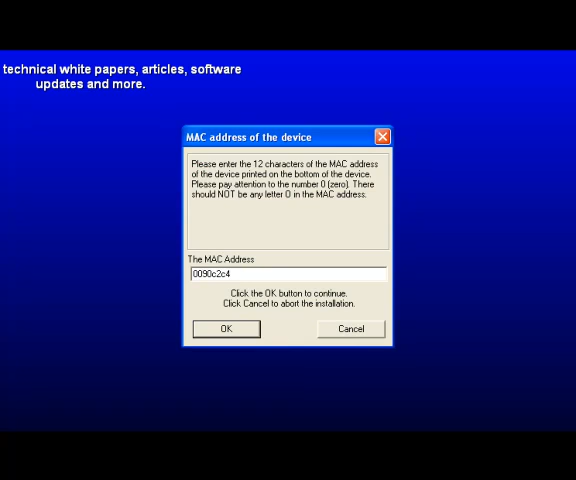 technical white papers, articles, software
updates and more.
MAC address of the device
Please enter the 12 characters of the MAC address
of the device printed on the bottom of the device.
Please pay attention to the number 0 (zero). There
should NOT be any letter O in the MAC address.
The MAC Address
0090c2c4
Click the OK button to continue.
Click Cancel to abort the installation.
OK
Cancel